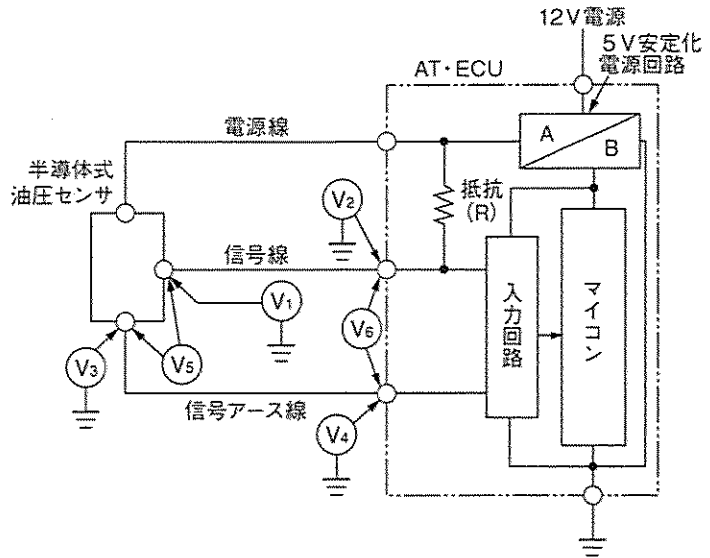 12V電源
5V安定化
電源回路
AT・ECU
電源線
A
B
半導体式
油圧センサ
抵抗
(R)
V2
信号線
V1
入力回路
マイコン
V6
V3
V5
信号アース線
V4